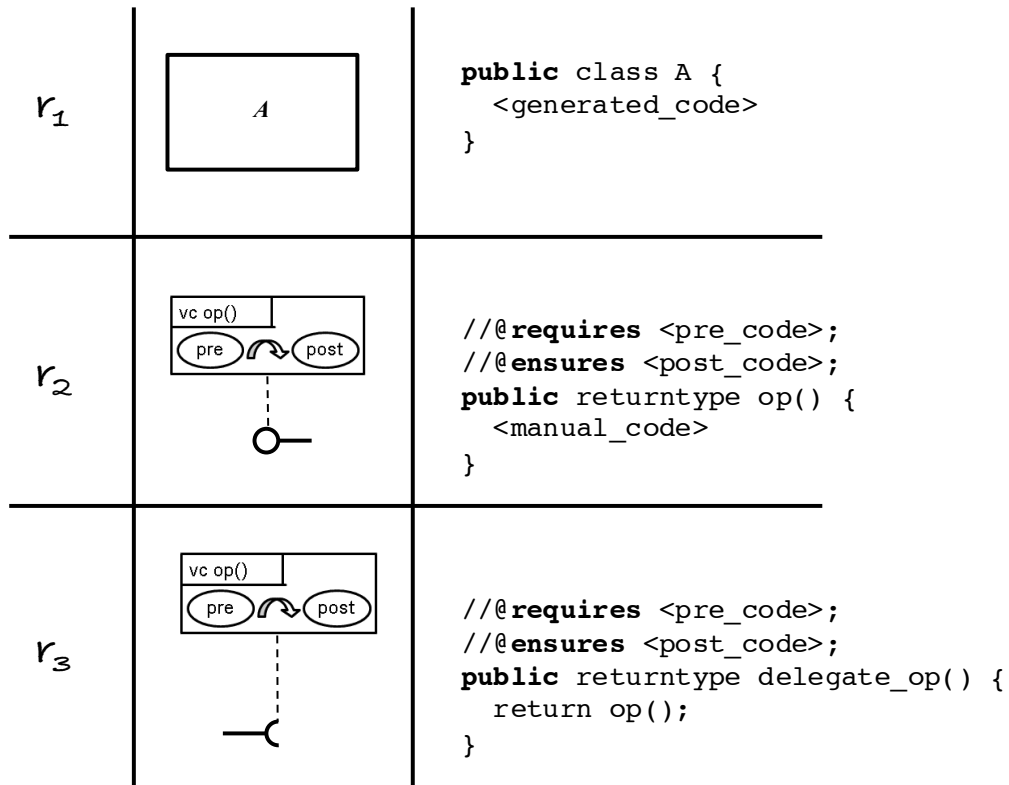 r1
A
public class A {
  <generated_code>
}
r2
vc op()
pre
post
//@requires <pre_code>;
//@ensures <post_code>;
public returntype op() {
  <manual_code>
}
r3
vc op()
pre
post
//@requires <pre_code>;
//@ensures <post_code>;
public returntype delegate_op() {
  return op();
}